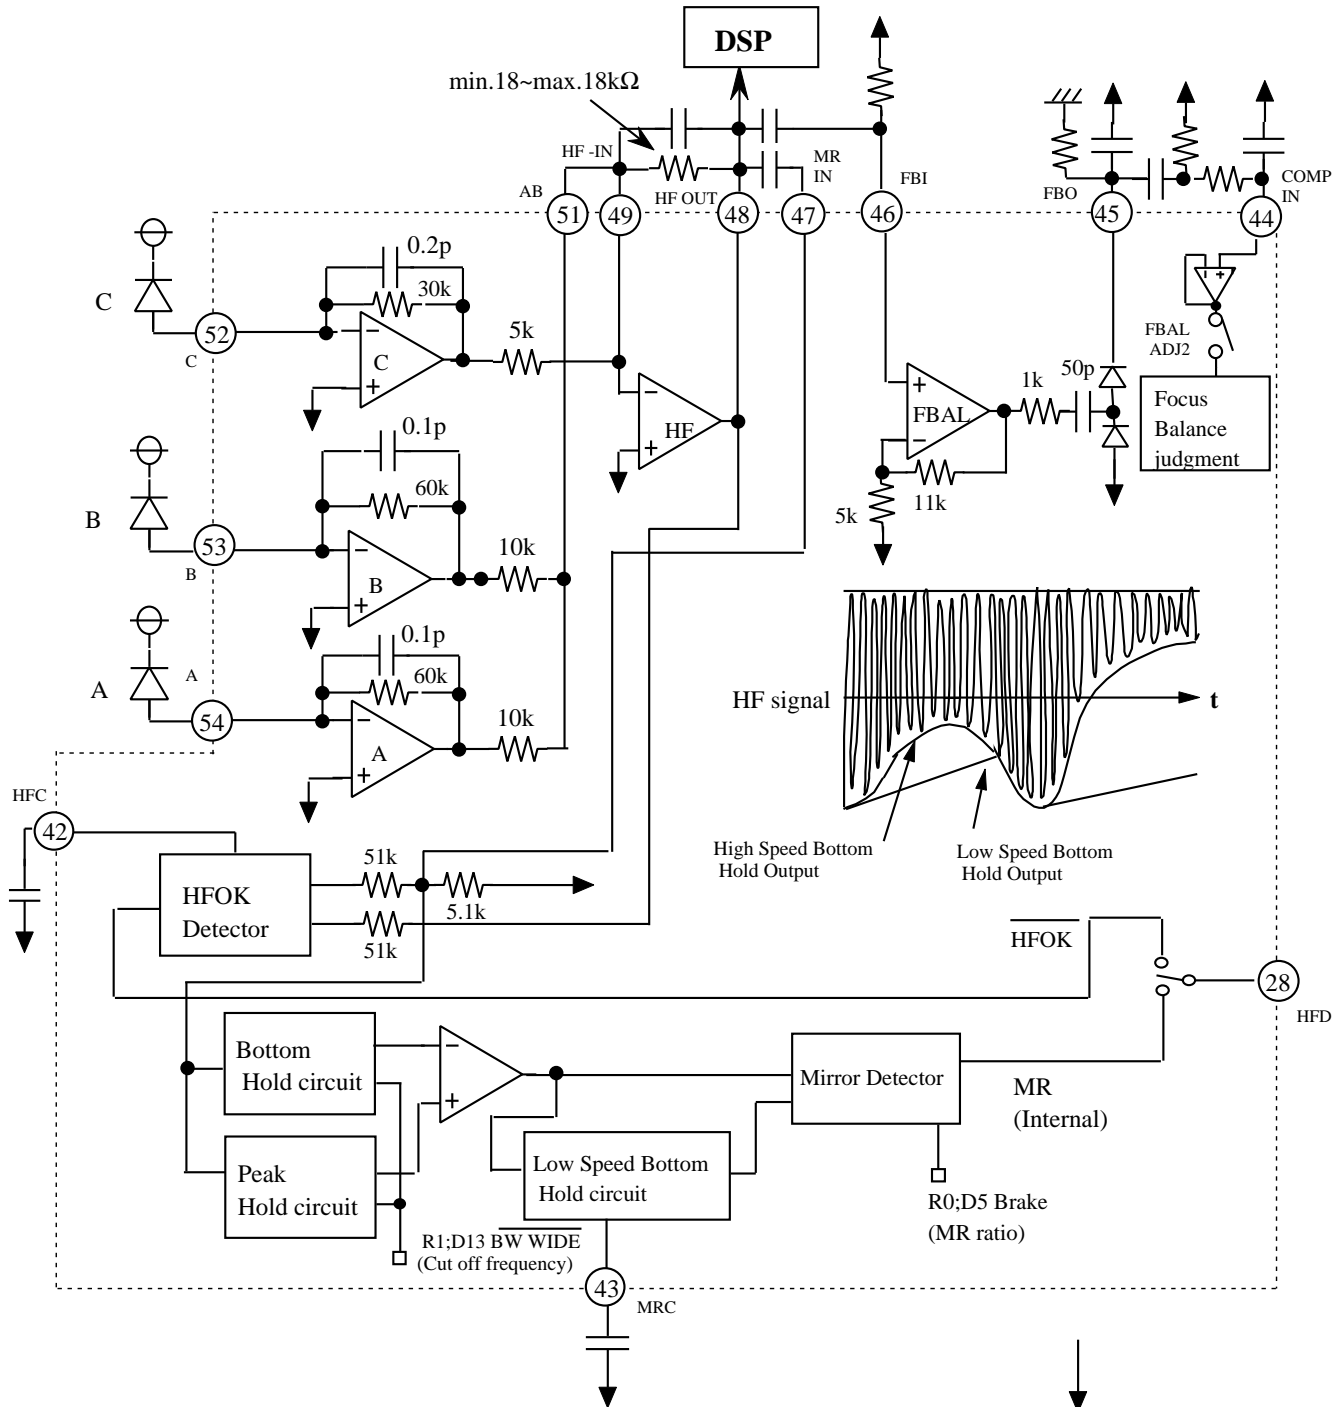 DSP
min.18~max.18kΩ
HF -IN
MR
IN
AB
HF OUT
FBI
FBO
COMP
IN
51
49
48
47
46
45
44
0.2p
30k
C
52
C
C
5k
FBAL
ADJ2
50p
1k
FBAL
HF
Focus
Balance
judgment
0.1p
60k
11k
5k
B
53
B
B
10k
0.1p
60k
A
A
54
A
10k
HF signal
t
HFC
42
High Speed Bottom
Hold Output
Low Speed Bottom
Hold Output
51k
5.1k
51k
HFOK
Detector
HFOK
28
HFD
Bottom
Hold circuit
Mirror Detector
MR
(Internal)
Peak
Hold circuit
Low Speed Bottom
Hold circuit
R0;D5 Brake
(MR ratio)
R1;D13 BW WIDE
(Cut off frequency)
43
MRC